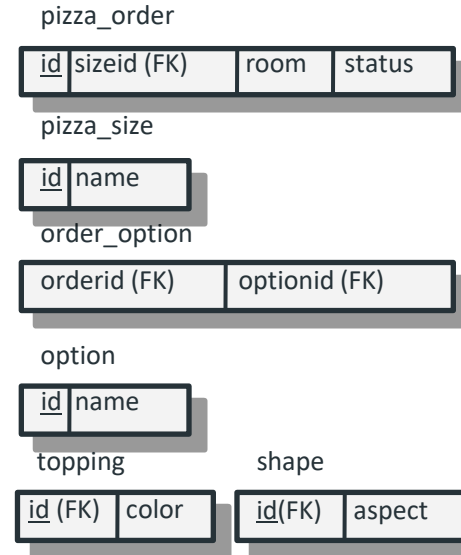 pizza_order
id sizeid (FK) room status
pizza_size
id name
order_option
orderid (FK) optionid (FK)
option
id name
topping shape
id (FK) color id(FK) aspect